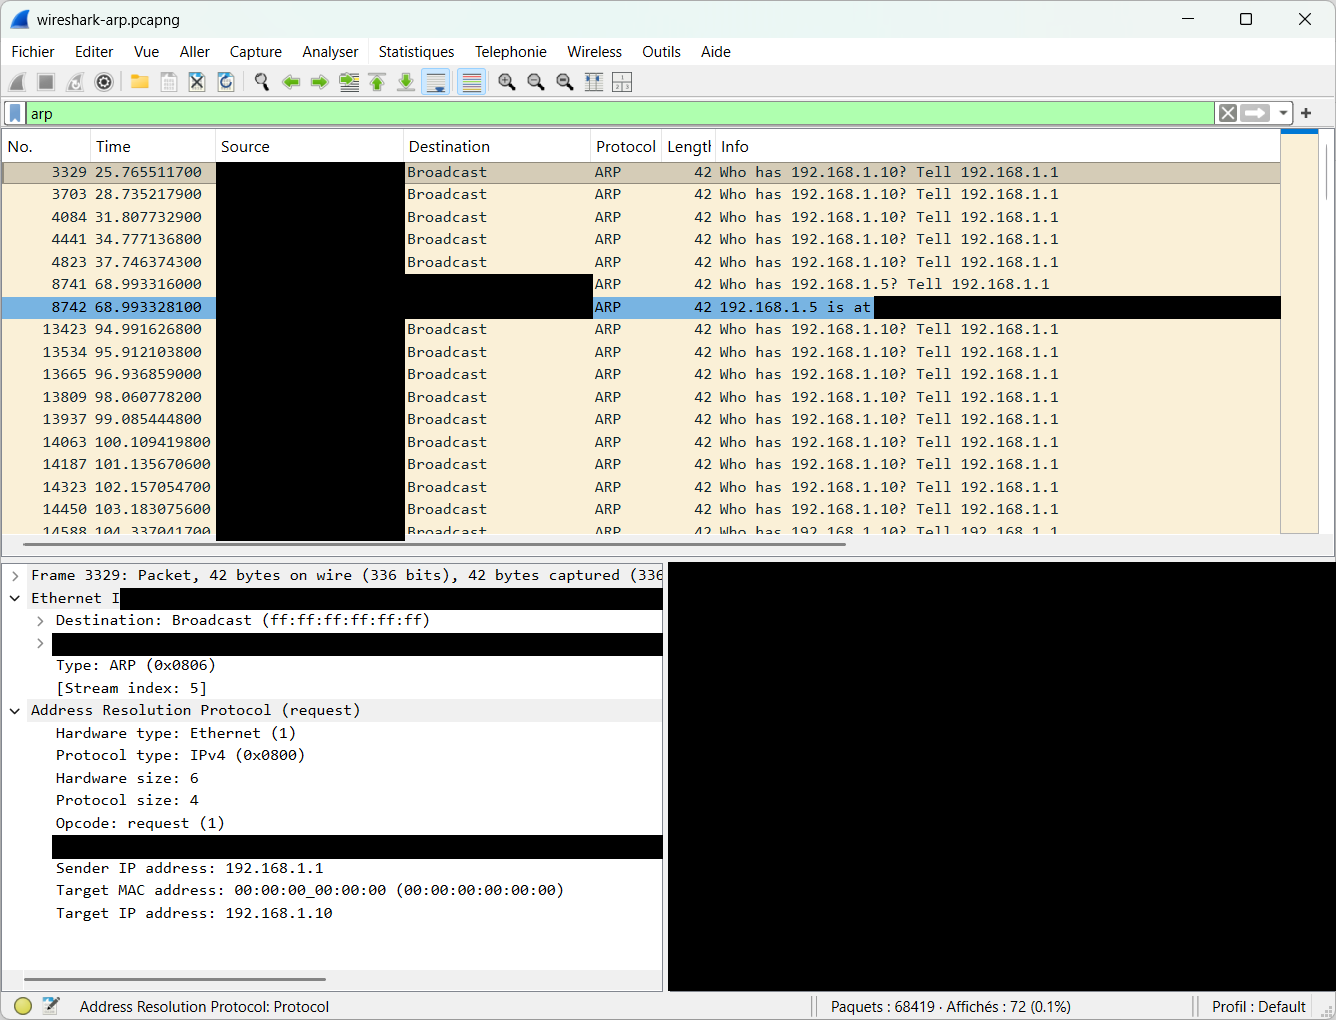 wireshark-arp.pcapng
Fichier Editer Vue Aller Capture Analyser Statistiques Telephonie Wireless Outils Aide
arp
No. Time Source Destination Protocol Length Info
3329 25.765511700 Broadcast ARP 42 Who has 192.168.1.10? Tell 192.168.1.1
3703 28.735217900 Broadcast ARP 42 Who has 192.168.1.10? Tell 192.168.1.1
4084 31.807732900 Broadcast ARP 42 Who has 192.168.1.10? Tell 192.168.1.1
4441 34.777136800 Broadcast ARP 42 Who has 192.168.1.10? Tell 192.168.1.1
4823 37.746374300 Broadcast ARP 42 Who has 192.168.1.10? Tell 192.168.1.1
8741 68.993316000 ARP 42 Who has 192.168.1.5? Tell 192.168.1.1
8742 68.993328100 ARP 42 192.168.1.5 is at
13423 94.991626800 Broadcast ARP 42 Who has 192.168.1.10? Tell 192.168.1.1
13534 95.912103800 Broadcast ARP 42 Who has 192.168.1.10? Tell 192.168.1.1
13665 96.936859000 Broadcast ARP 42 Who has 192.168.1.10? Tell 192.168.1.1
13809 98.060778200 Broadcast ARP 42 Who has 192.168.1.10? Tell 192.168.1.1
13937 99.085444800 Broadcast ARP 42 Who has 192.168.1.10? Tell 192.168.1.1
14063 100.109419800 Broadcast ARP 42 Who has 192.168.1.10? Tell 192.168.1.1
14187 101.135670600 Broadcast ARP 42 Who has 192.168.1.10? Tell 192.168.1.1
14323 102.157054700 Broadcast ARP 42 Who has 192.168.1.10? Tell 192.168.1.1
14450 103.183075600 Broadcast ARP 42 Who has 192.168.1.10? Tell 192.168.1.1
14588 104.337041700 Broadcast ARP 42 Who has 192.168.1.10? Tell 192.168.1.1
Frame 3329: Packet, 42 bytes on wire (336 bits), 42 bytes captured (336
Ethernet I
Destination: Broadcast (ff:ff:ff:ff:ff:ff)
Type: ARP (0x0806)
[Stream index: 5]
Address Resolution Protocol (request)
Hardware type: Ethernet (1)
Protocol type: IPv4 (0x0800)
Hardware size: 6
Protocol size: 4
Opcode: request (1)
Sender IP address: 192.168.1.1
Target MAC address: 00:00:00_00:00:00 (00:00:00:00:00:00)
Target IP address: 192.168.1.10
Address Resolution Protocol: Protocol Paquets : 68419 · Affichés : 72 (0.1%) Profil : Default